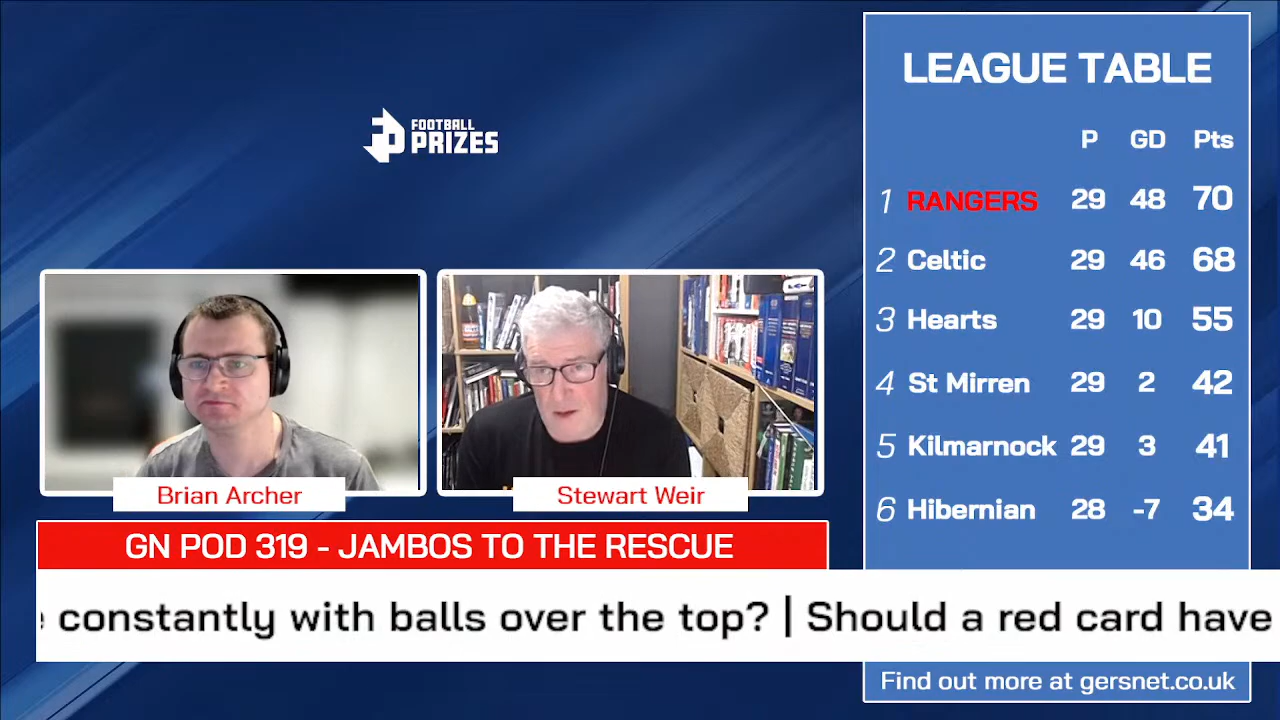 FOOTBALL
PRIZES
Brian Archer
Stewart Weir
GN POD 319 - JAMBOS TO THE RESCUE
constantly with balls over the top? | Should a red card have
LEAGUE TABLE
P GD Pts
1 RANGERS 29 48 70
2 Celtic 29 46 68
3 Hearts 29 10 55
4 St Mirren 29 2 42
5 Kilmarnock 29 3 41
6 Hibernian 28 -7 34
Find out more at gersnet.co.uk